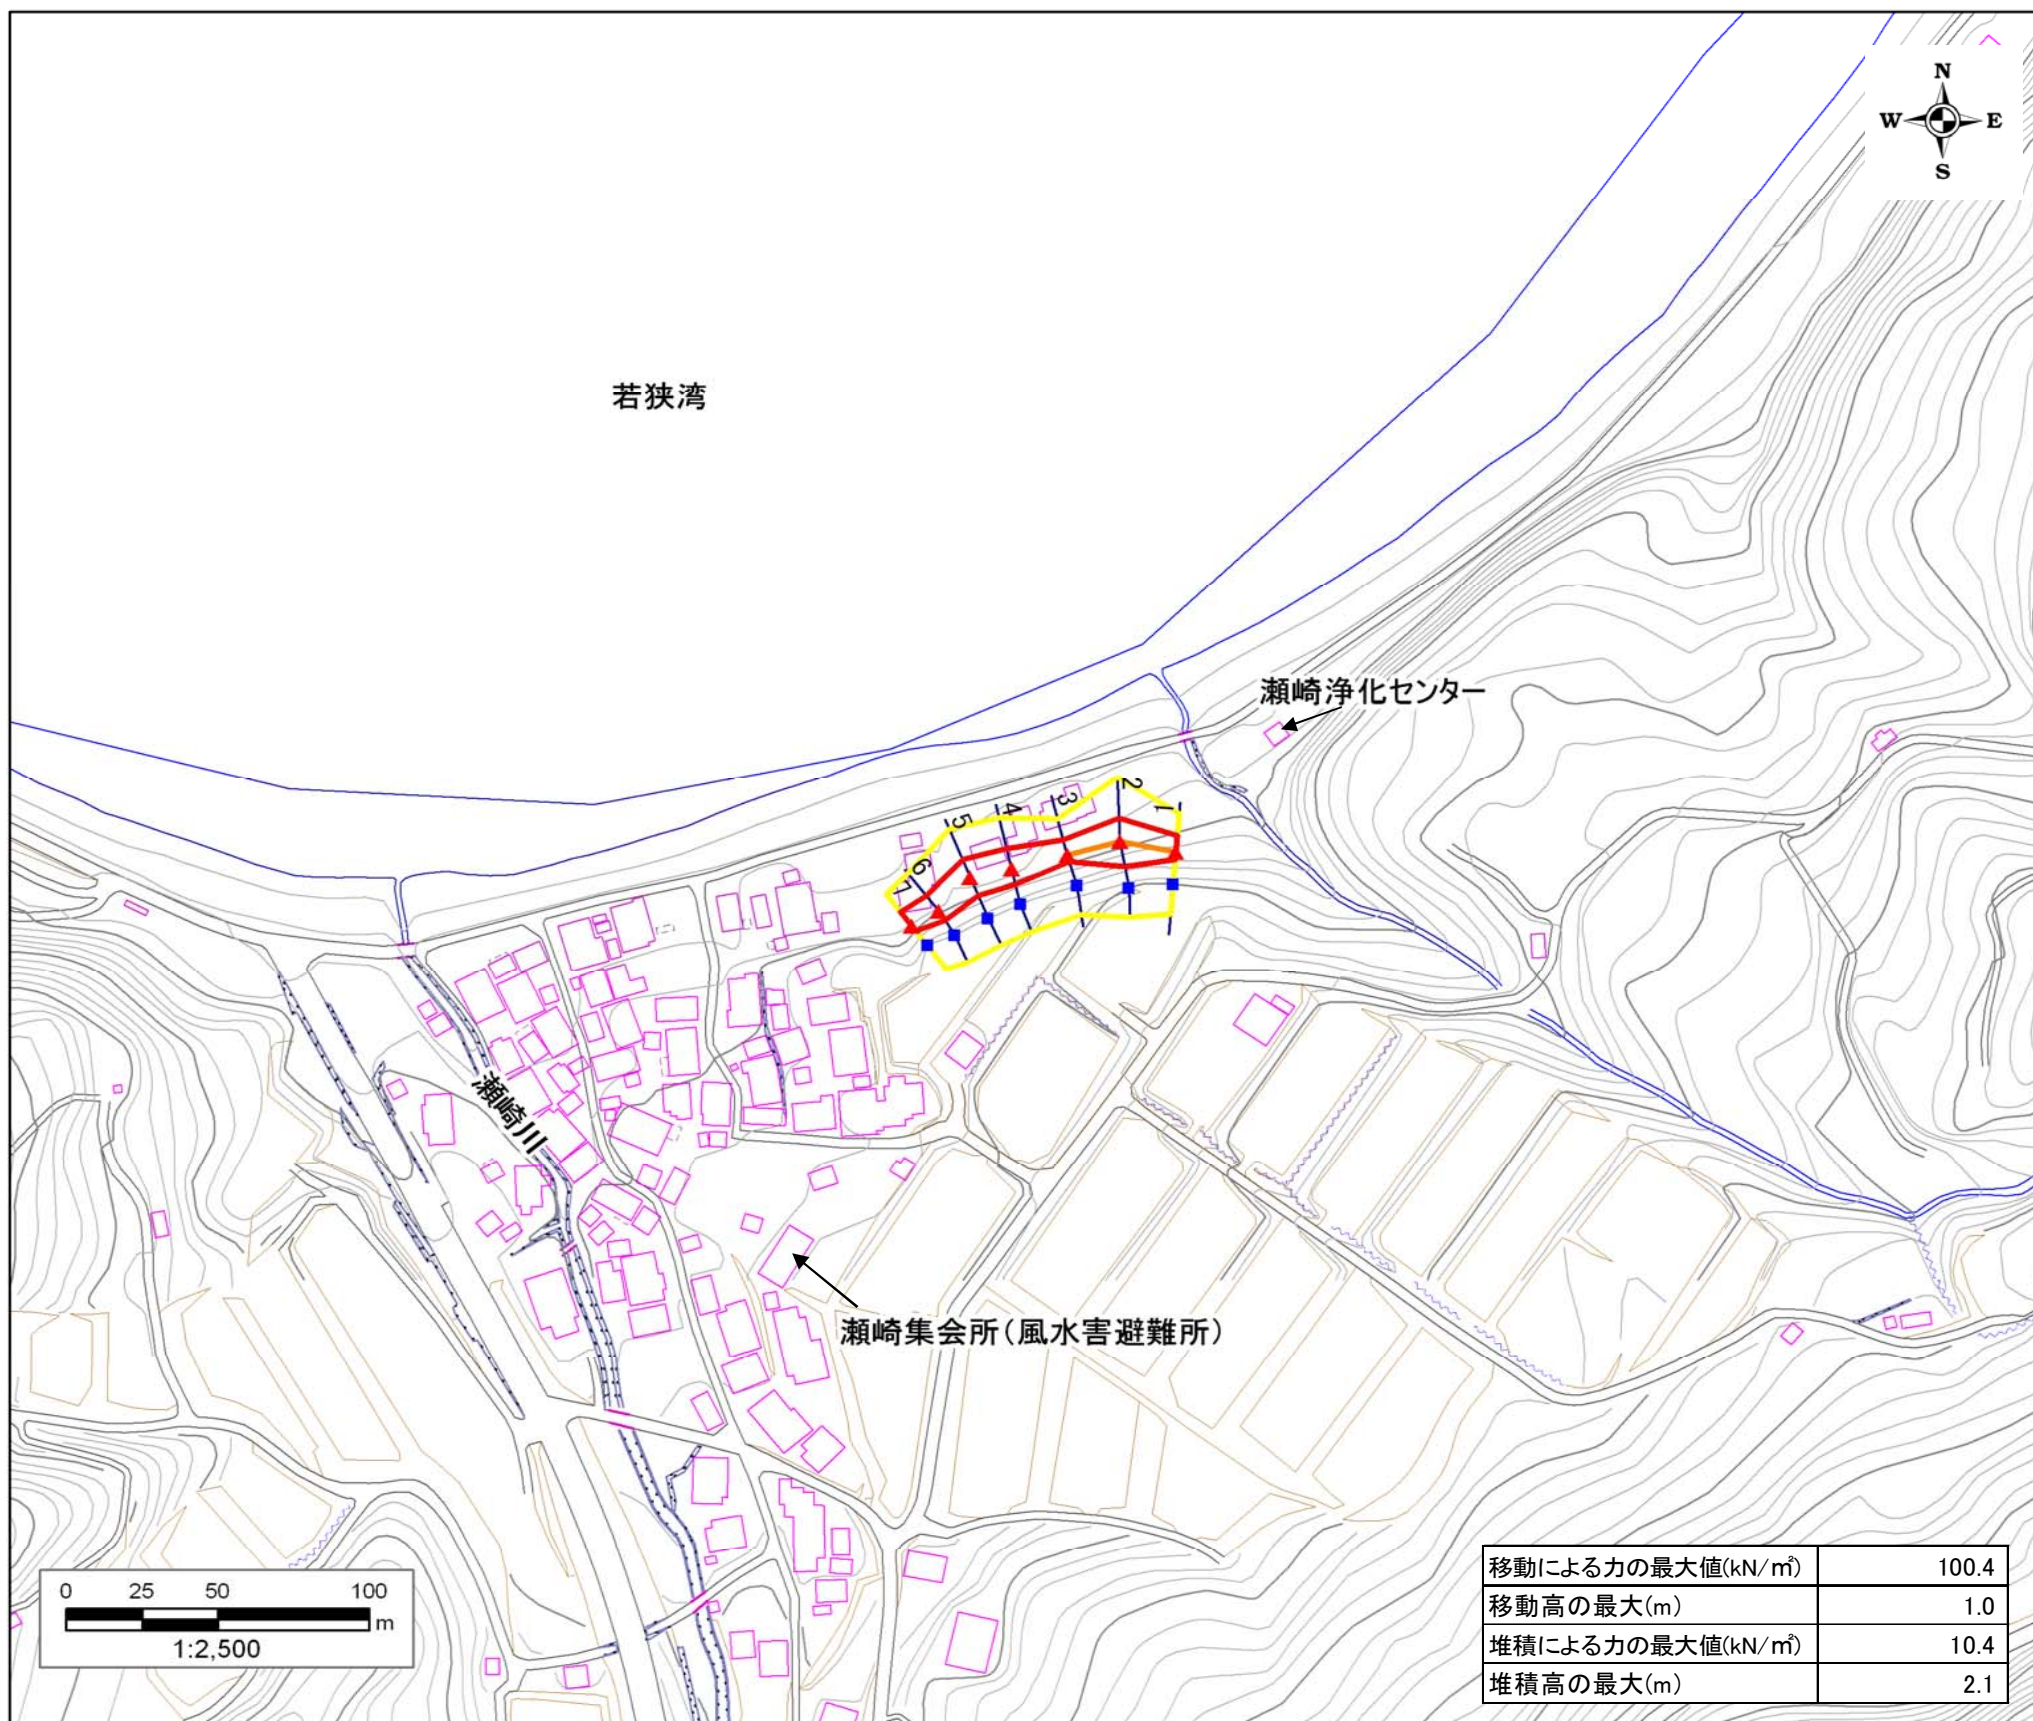 N
W E
S
若狭湾
瀬崎浄化センター
1
2
3
4
5
6
7
瀬崎川
瀬崎集会所(風水害避難所)
0 25 50 100
m
1:2,500
移動による力の最大値(kN/㎡) 100.4
移動高の最大(m) 1.0
堆積による力の最大値(kN/㎡) 10.4
堆積高の最大(m) 2.1